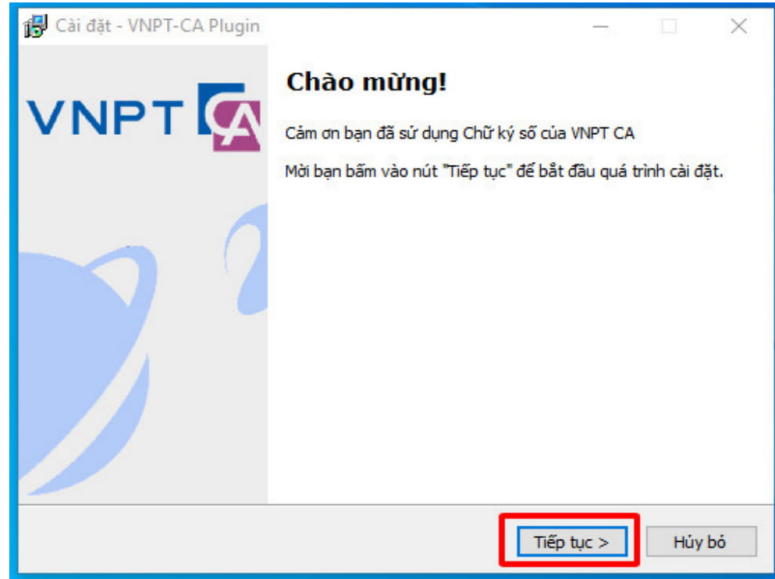 Cài đặt - VNPT-CA Plugin
VNPT CA
Chào mừng!
Cảm ơn bạn đã sử dụng Chữ ký số của VNPT CA
Mời bạn bấm vào nút "Tiếp tục" để bắt đầu quá trình cài đặt.
Tiếp tục >
Hủy bỏ